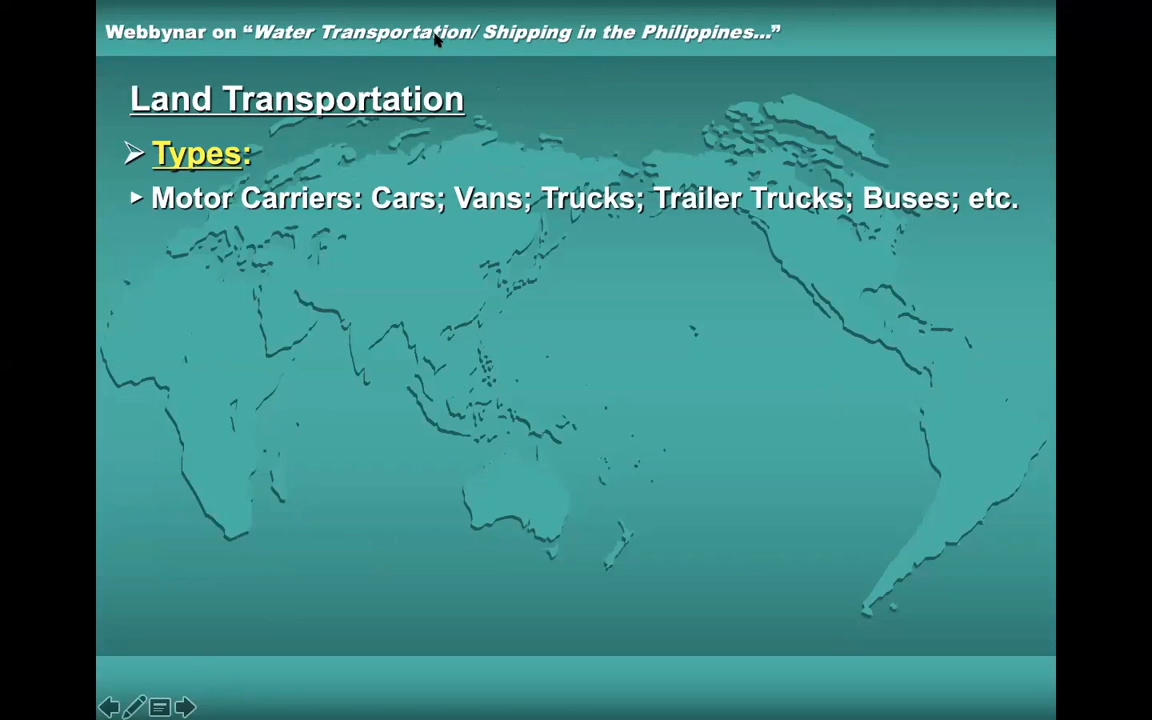 Webbynar on “Water Transportation/ Shipping in the Philippines...”
Land Transportation
Types:
Motor Carriers: Cars; Vans; Trucks; Trailer Trucks; Buses; etc.